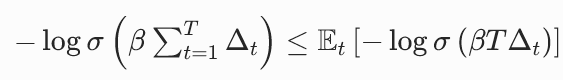 − log σ (β ∑_{t=1}^{T} Δ_t) ≤ 𝔼_t [− log σ (βTΔ_t)]